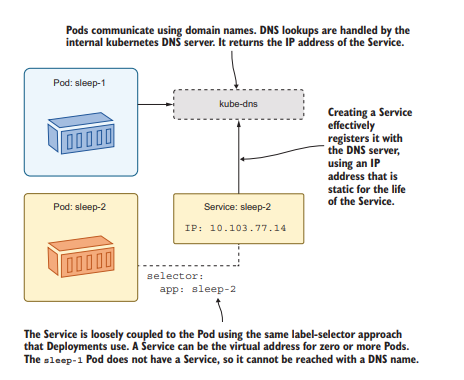 Pods communicate using domain names. DNS lookups are handled by the
internal kubernetes DNS server. It returns the IP address of the Service.
Pod: sleep-1
kube-dns
Creating a Service
effectively
registers it with
the DNS server,
using an IP
address that is
static for the life
of the Service.
Pod: sleep-2
Service: sleep-2
IP: 10.103.77.14
selector:
app: sleep-2
The Service is loosely coupled to the Pod using the same label-selector approach
that Deployments use. A Service can be the virtual address for zero or more Pods.
The sleep-1 Pod does not have a Service, so it cannot be reached with a DNS name.